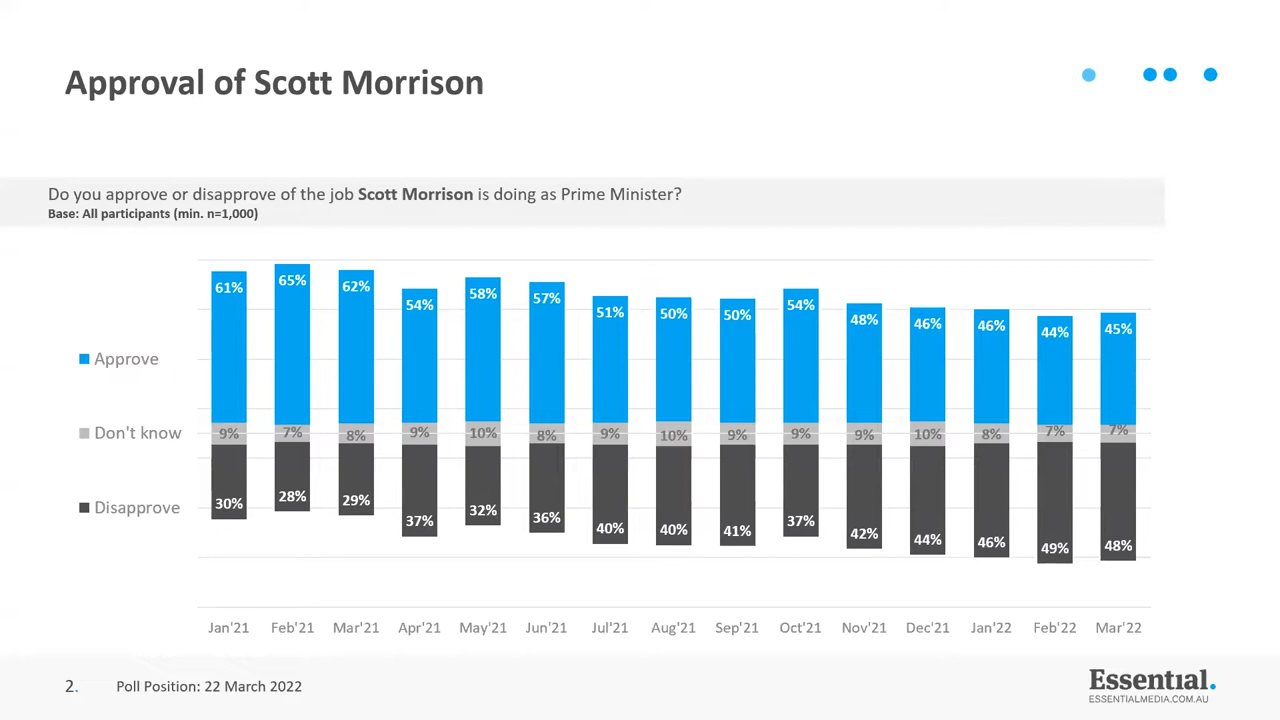 Approval of Scott Morrison
Do you approve or disapprove of the job Scott Morrison is doing as Prime Minister?
Base: All participants (min. n=1,000)
Approve
Don't know
Disapprove
61% 65% 62% 54% 58% 57% 51% 50% 50% 54% 48% 46% 46% 44% 45%
9% 7% 8% 9% 10% 8% 9% 10% 9% 9% 9% 10% 8% 7% 7%
30% 28% 29% 37% 32% 36% 40% 40% 41% 37% 42% 44% 46% 49% 48%
Jan'21 Feb'21 Mar'21 Apr'21 May'21 Jun'21 Jul'21 Aug'21 Sep'21 Oct'21 Nov'21 Dec'21 Jan'22 Feb'22 Mar'22
2. Poll Position: 22 March 2022
Essential.
ESSENTIALMEDIA.COM.AU